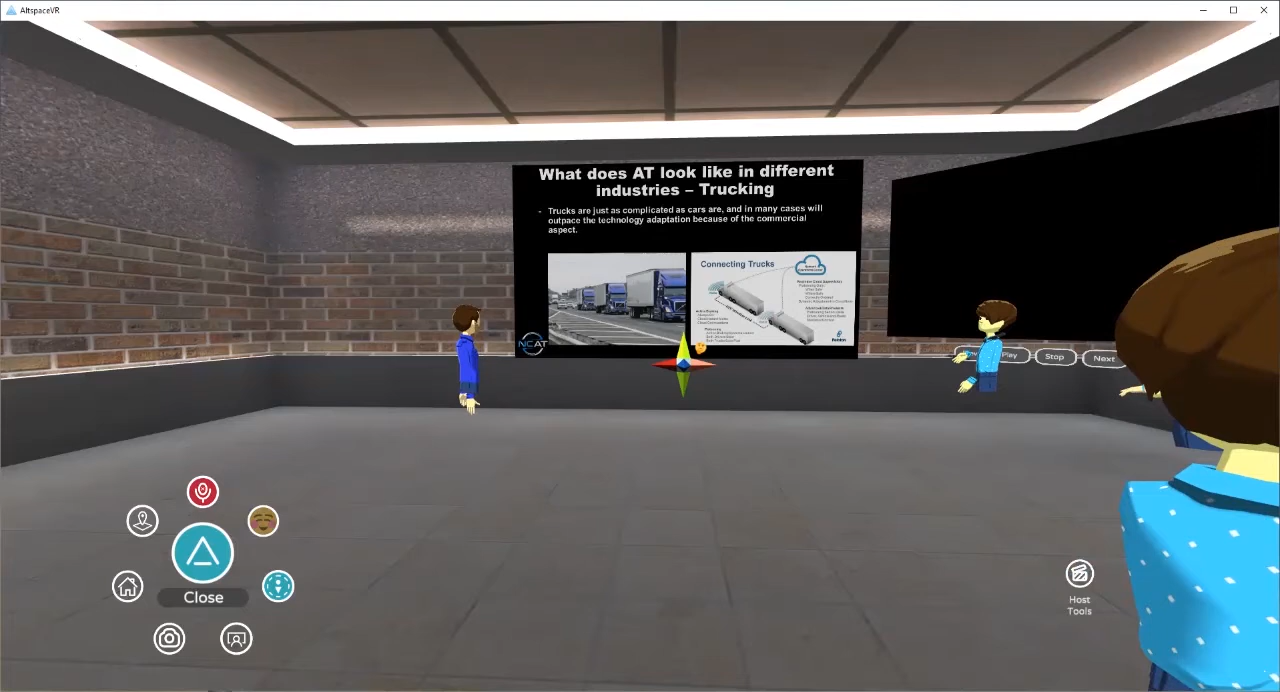 AltspaceVR
What does AT look like in different
industries – Trucking
- Trucks are just as complicated as cars are, and in many cases will
outpace the technology adaptation because of the commercial
aspect.
Connecting Trucks
NCAT
Play
Stop
Next
Close
Host
Tools